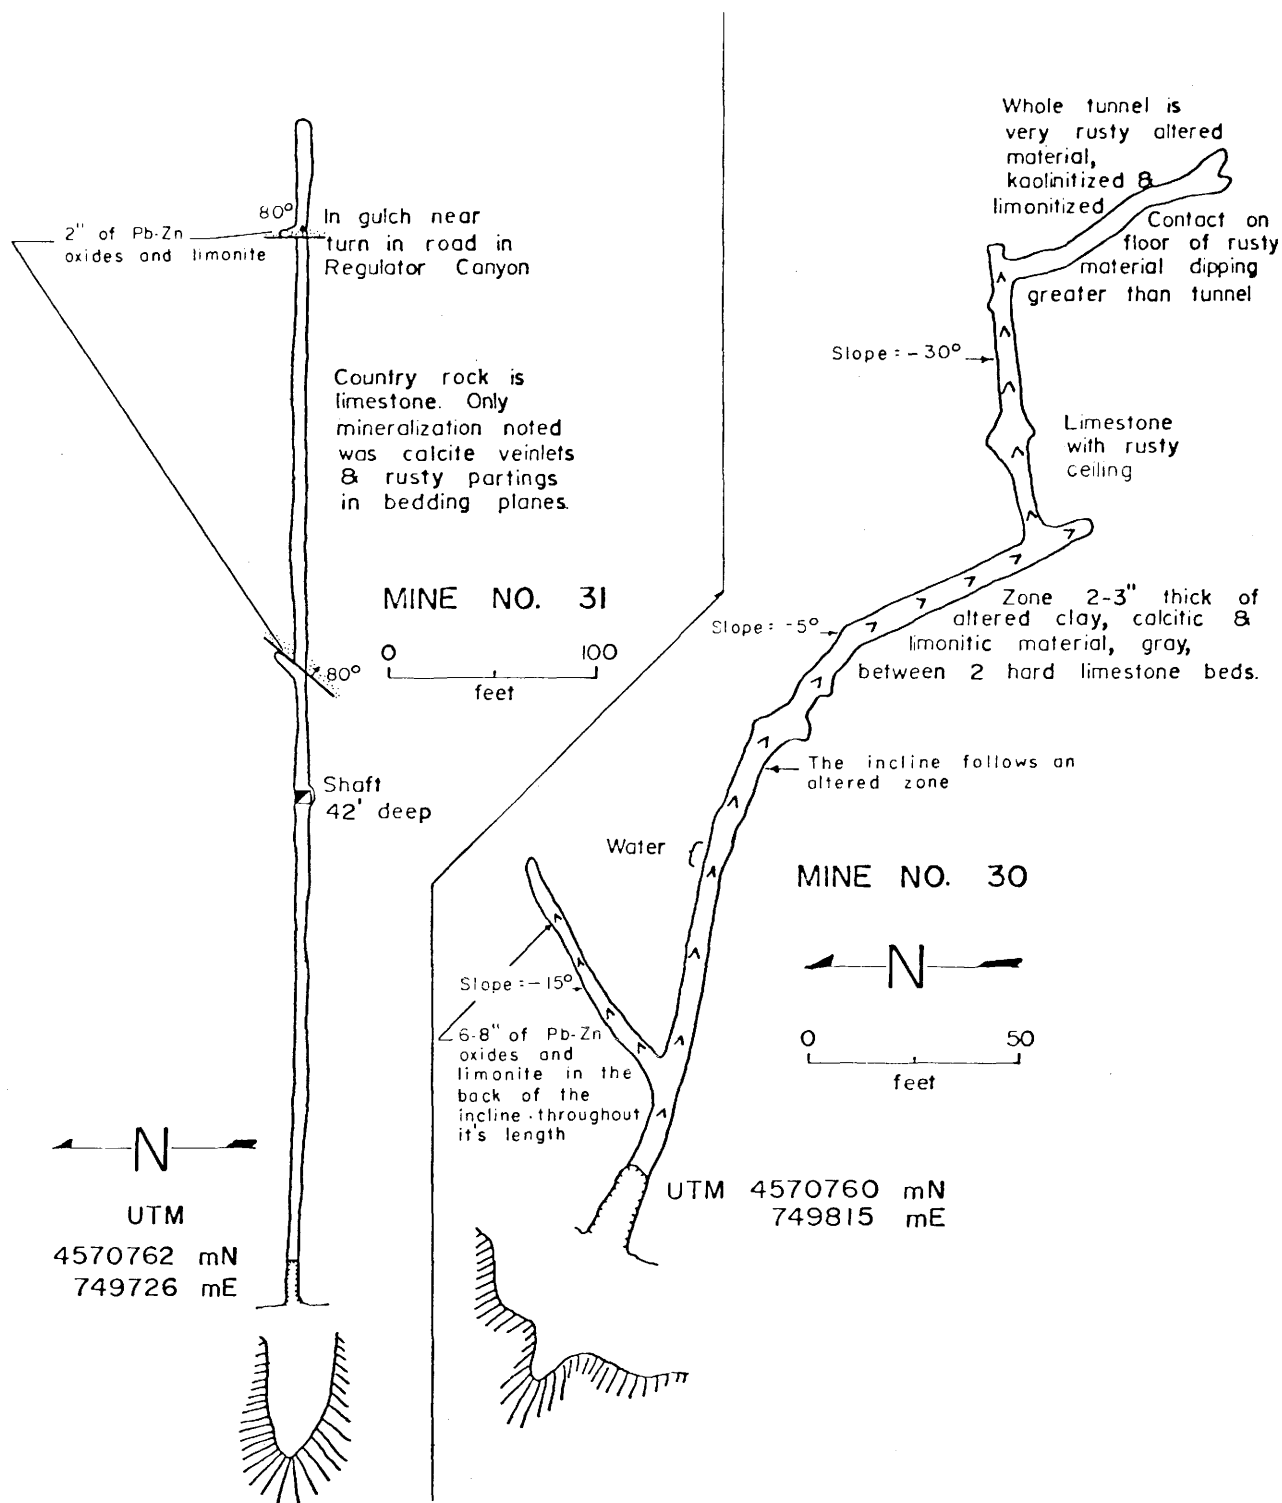 80°
2" of Pb-Zn
oxides and limonite
In gulch near
turn in road in
Regulator Canyon
Country rock is
limestone. Only
mineralization noted
was calcite veinlets
& rusty partings
in bedding planes.
MINE NO. 31
0 100
feet
80°
Shaft
42' deep
N
UTM
4570762 mN
749726 mE
Whole tunnel is
very rusty altered
material,
kaolinitized &
limonitized
Contact on
floor of rusty
material dipping
greater than tunnel
Slope = -30°
Limestone
with rusty
ceiling
Zone 2-3" thick of
altered clay, calcitic &
limonitic material, gray,
between 2 hard limestone beds.
Slope = -5°
The incline follows an
altered zone
Water
MINE NO. 30
N
0 50
feet
Slope = -15°
6-8" of Pb-Zn
oxides and
limonite in the
back of the
incline throughout
it's length
UTM 4570760 mN
749815 mE